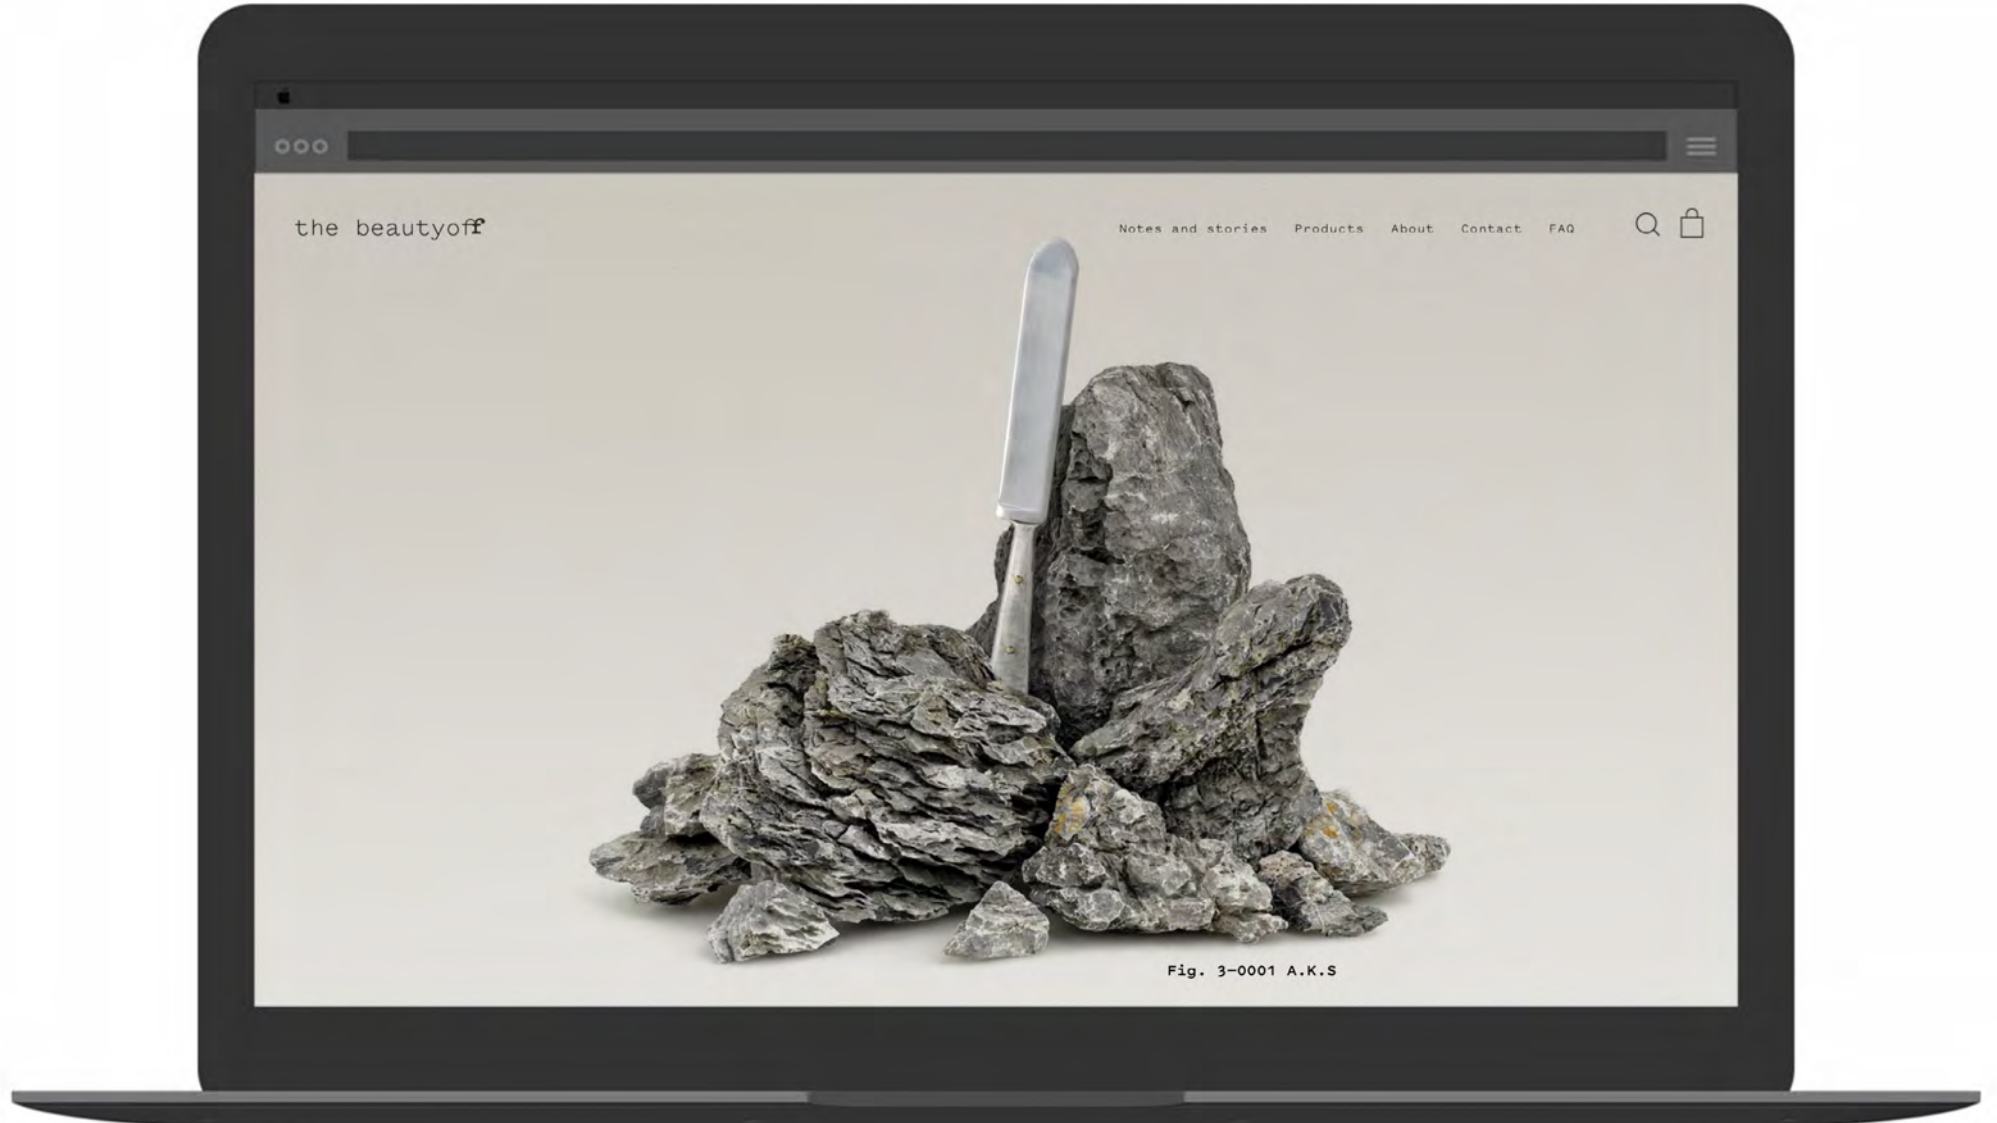 the beautyoff
Notes and stories Products About Contact FAQ
Fig. 3-0001 A.K.S